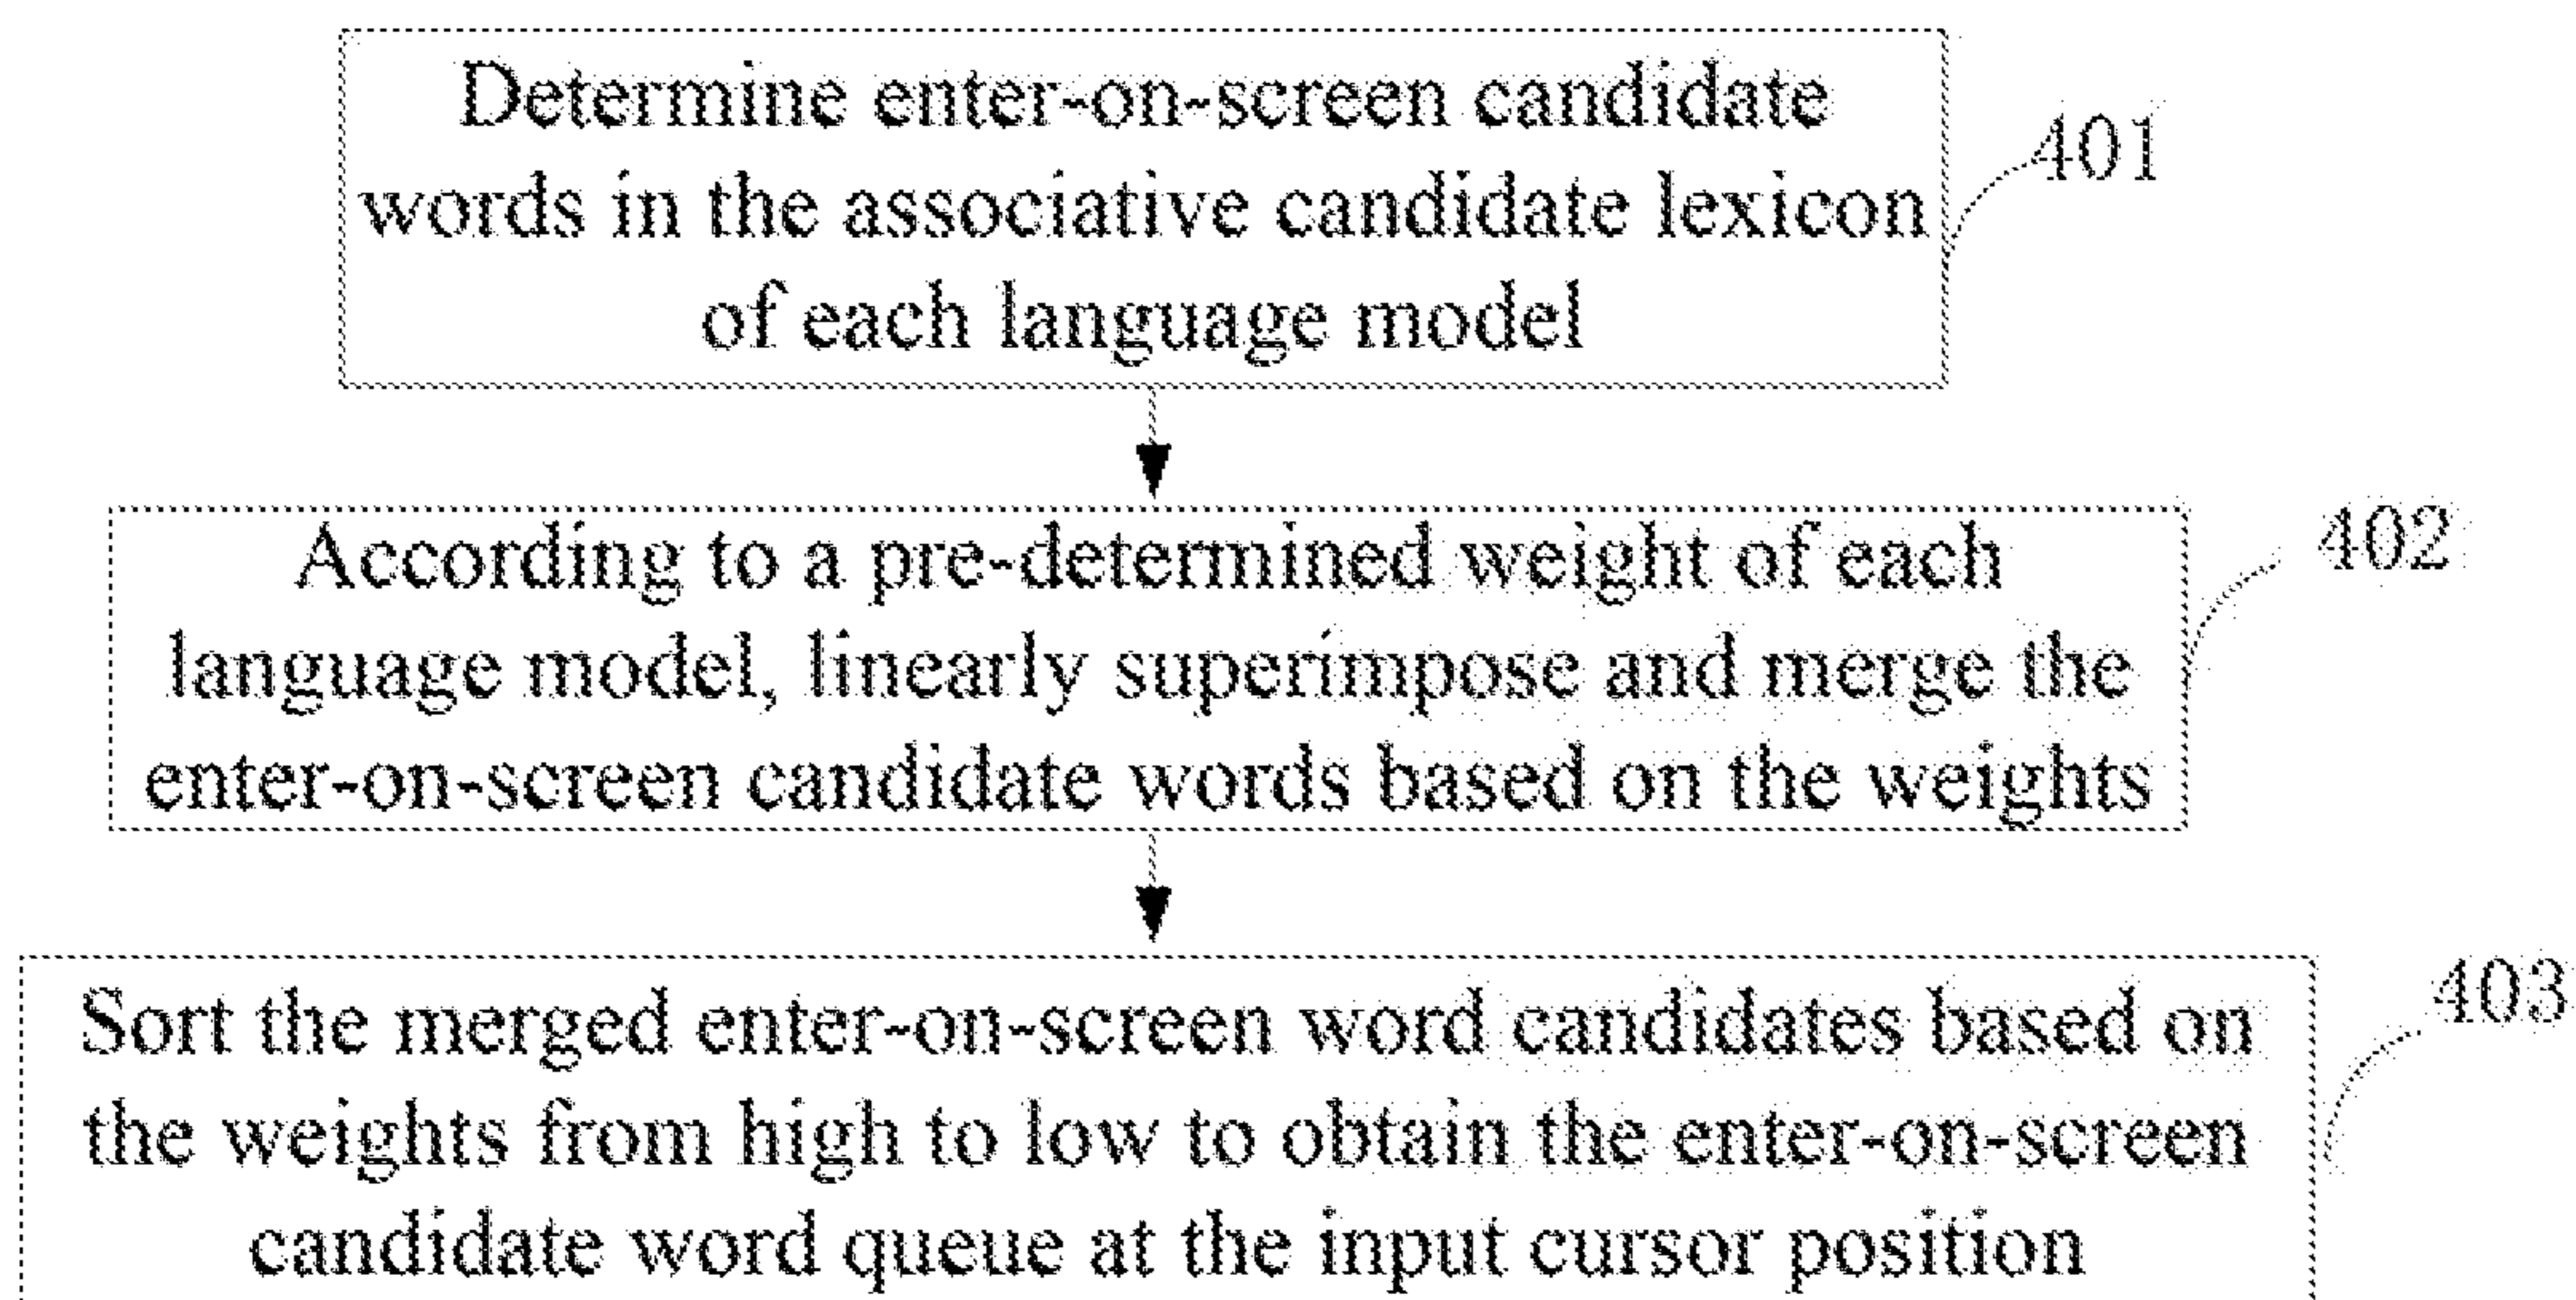 Determine enter-on-screen candidate
words in the associative candidate lexicon
of each language model
401
According to a pre-determined weight of each
language model, linearly superimpose and merge the
enter-on-screen candidate words based on the weights
402
Sort the merged enter-on-screen word candidates based on
the weights from high to low to obtain the enter-on-screen
candidate word queue at the input cursor position
403